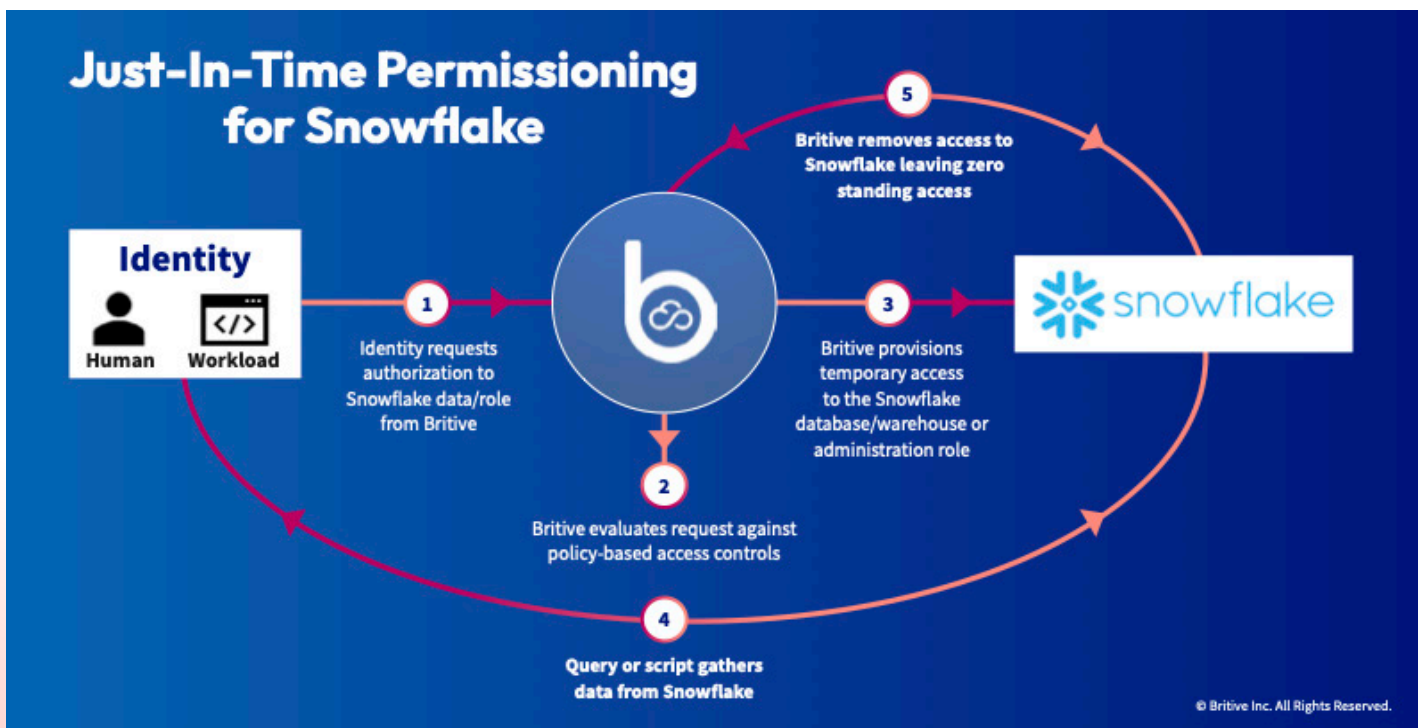 Just-In-Time Permissioning
for Snowflake
Identity
Human
Workload
</>
1
Identity requests
authorization to
Snowflake data/role
from Britive
b
2
Britive evaluates request against
policy-based access controls
3
Britive provisions
temporary access
to the Snowflake
database/warehouse or
administration role
snowflake
4
Query or script gathers
data from Snowflake
5
Britive removes access to
Snowflake leaving zero
standing access
© Britive Inc. All Rights Reserved.